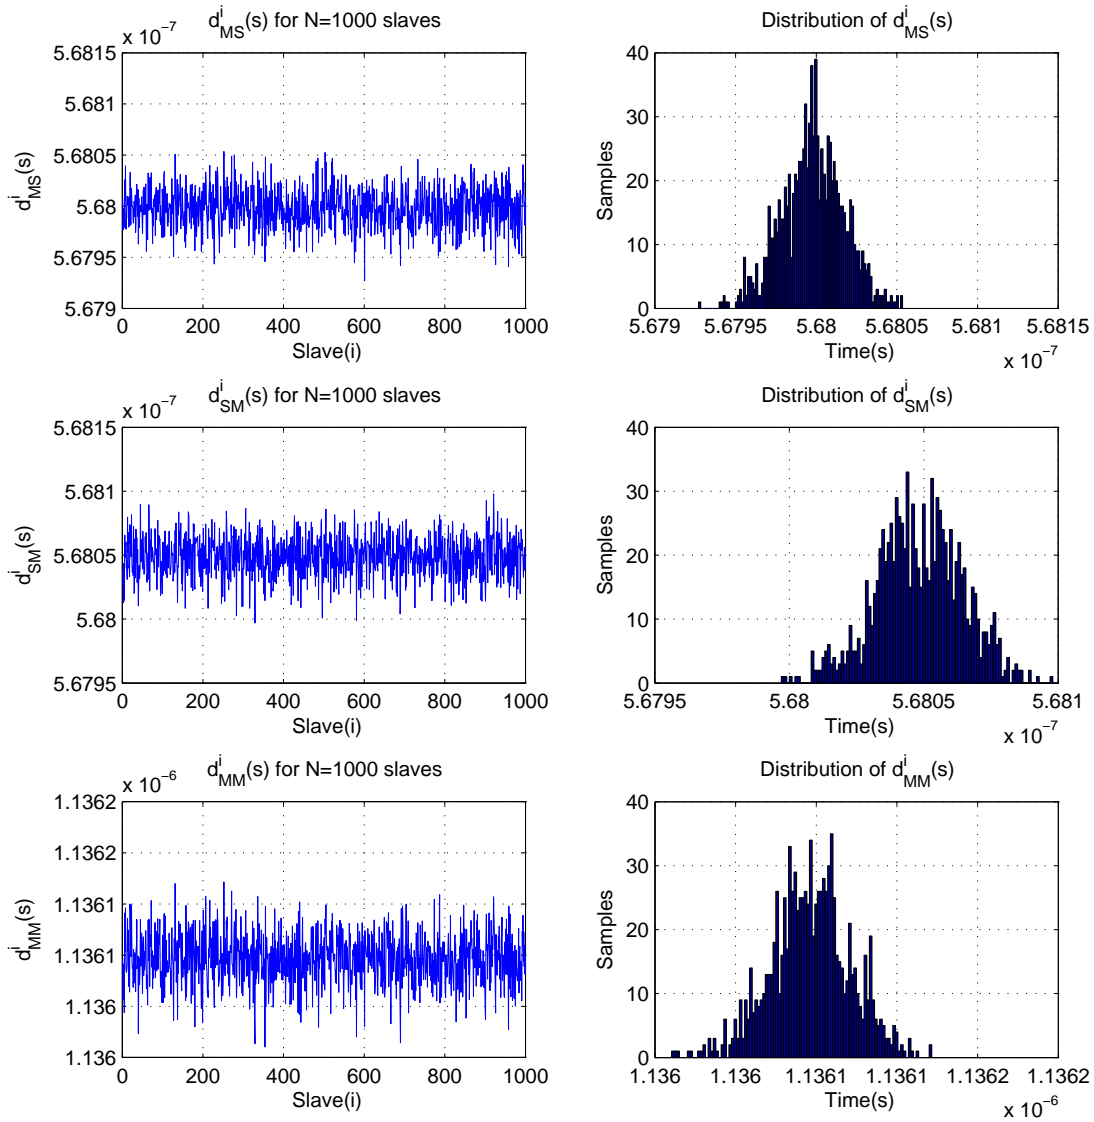 d^i_MS(s) for N=1000 slaves
x 10^−7
5.6815
5.681
5.6805
5.68
5.6795
5.679
d^i_MS(s)
0 200 400 600 800 1000
Slave(i)
Distribution of d^i_MS(s)
40
30
20
10
0
Samples
5.679 5.6795 5.68 5.6805 5.681 5.6815
Time(s)
x 10^−7
d^i_SM(s) for N=1000 slaves
x 10^−7
5.6815
5.681
5.6805
5.68
5.6795
d^i_SM(s)
0 200 400 600 800 1000
Slave(i)
Distribution of d^i_SM(s)
40
30
20
10
0
Samples
5.6795 5.68 5.6805 5.681
Time(s)
x 10^−7
d^i_MM(s) for N=1000 slaves
x 10^−6
1.1362
1.1362
1.1361
1.1361
1.136
1.136
d^i_MM(s)
0 200 400 600 800 1000
Slave(i)
Distribution of d^i_MM(s)
40
30
20
10
0
Samples
1.136 1.136 1.1361 1.1361 1.1362 1.1362
Time(s)
x 10^−6